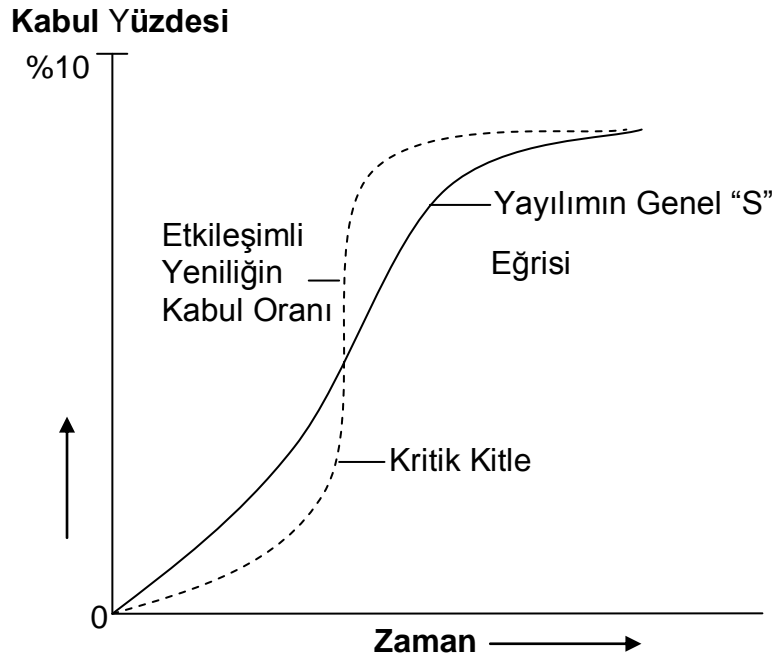 Kabul Yüzdesi
%10
Yayılımın Genel “S”
Eğrisi
Etkileşimli
Yeniliğin
Kabul Oranı
Kritik Kitle
0
Zaman